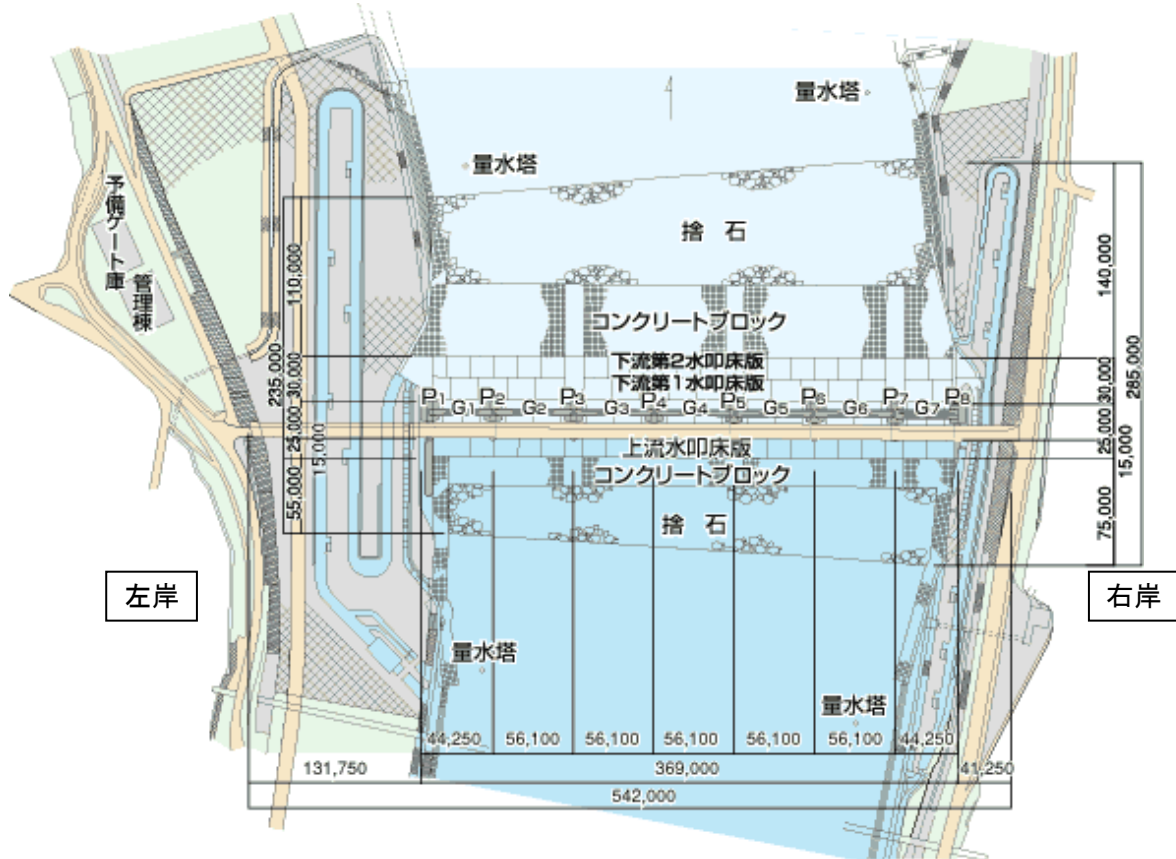 量水塔
量水塔
予備ゲート庫
管理棟
捨 石
110,000
140,000
コンクリートブロック
下流第2水叩床版
下流第1水叩床版
235,000
30,000
30,000
285,000
P1 P2 P3 P4 P5 P6 P7 P8
G1 G2 G3 G4 G5 G6 G7
25,000
15,000
25,000
15,000
上流水叩床版
コンクリートブロック
55,000
捨 石
75,000
左岸
右岸
量水塔
量水塔
44,250 56,100 56,100 56,100 56,100 56,100 44,250
131,750 369,000 41,250
542,000